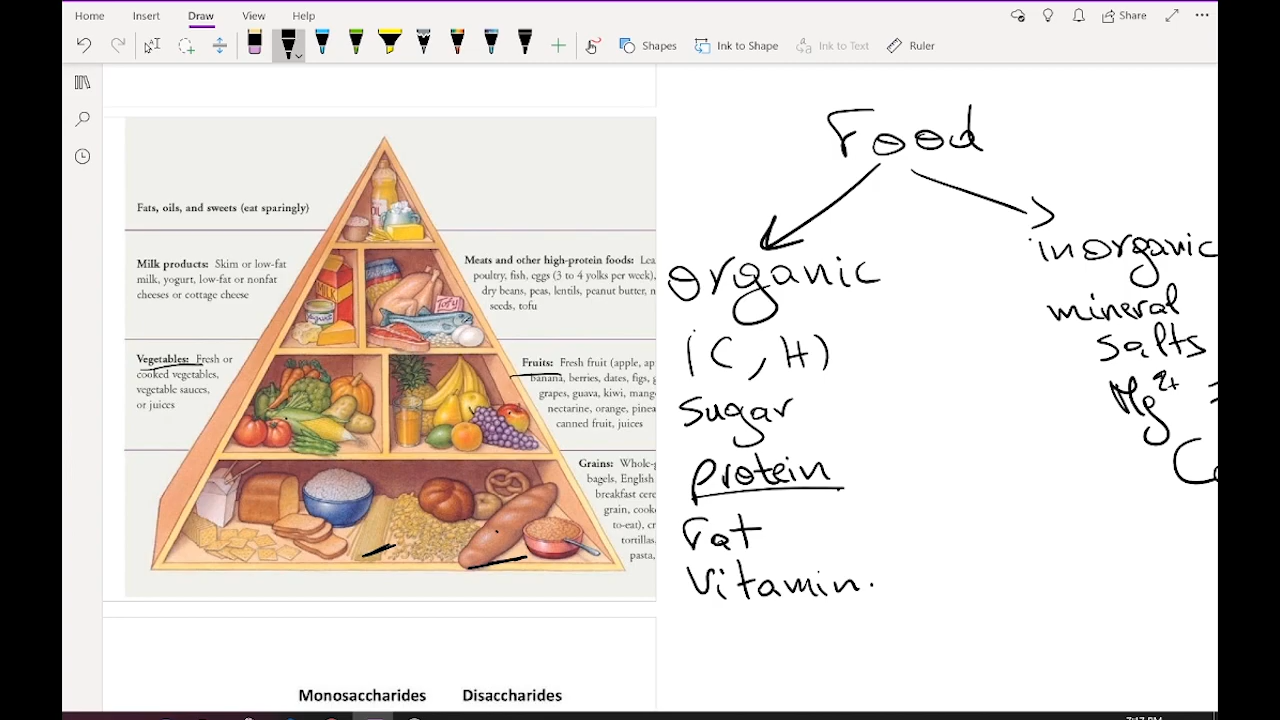 Home Insert Draw View Help
Share
Shapes Ink to Shape Ink to Text Ruler
Fats, oils, and sweets (eat sparingly)
Milk products: Skim or low-fat
milk, yogurt, low-fat or nonfat
cheeses or cottage cheese
Meats and other high-protein foods: Lea
poultry, fish, eggs (3 to 4 yolks per week),
dry beans, peas, lentils, peanut butter, n
seeds, tofu
Vegetables: Fresh or
cooked vegetables,
vegetable sauces,
or juices
Fruits: Fresh fruit (apple, ap
banana, berries, dates, figs, g
grapes, guava, kiwi, mang
nectarine, orange, pinea
canned fruit, juices
Grains: Whole-g
bagels, English
breakfast cere
grain, cook
to-eat), cr
tortillas
pasta,
OIL
MILK
Yogurt
Tofu
Food
organic
(C, H)
sugar
protein
Fat
Vitamin.
inorganic
mineral
salts
Mg2+
Monosaccharides Disaccharides